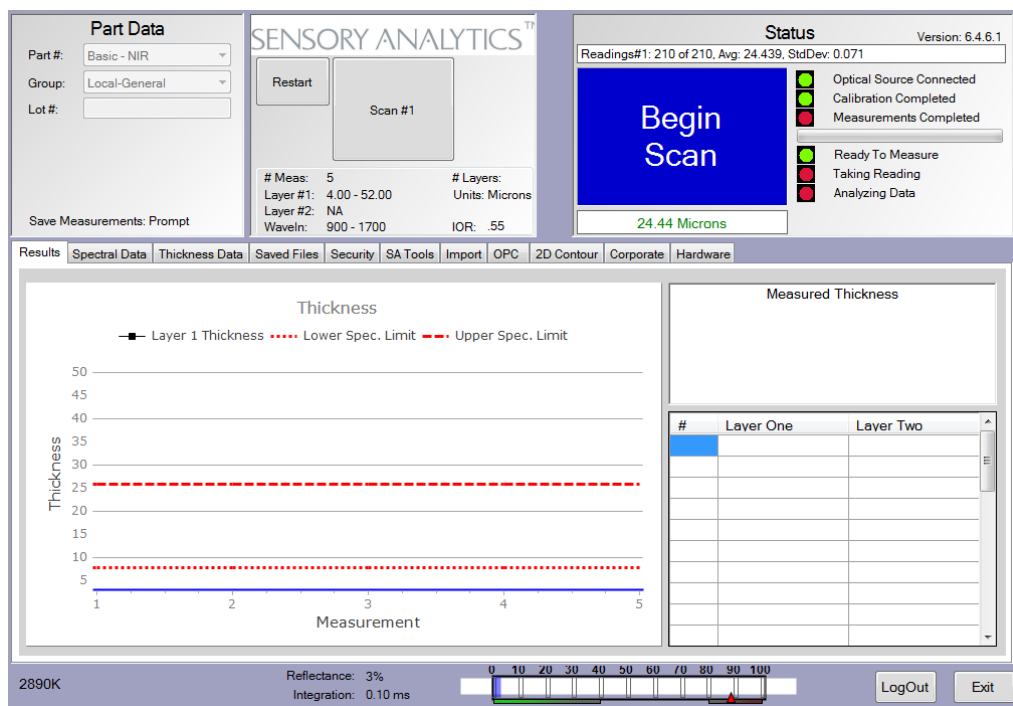 Part Data
Part #: Basic - NIR
Group: Local-General
Lot #:
Save Measurements: Prompt
SENSORY ANALYTICS TM
Restart
Scan #1
# Meas: 5 # Layers:
Layer #1: 4.00 - 52.00 Units: Microns
Layer #2: NA
WaveIn: 900 - 1700 IOR: .55
Status Version: 6.4.6.1
Readings#1: 210 of 210, Avg: 24.439, StdDev: 0.071
Begin
Scan
24.44 Microns
Optical Source Connected
Calibration Completed
Measurements Completed
Ready To Measure
Taking Reading
Analyzing Data
Results Spectral Data Thickness Data Saved Files Security SA Tools Import OPC 2D Contour Corporate Hardware
Thickness
Layer 1 Thickness Lower Spec. Limit Upper Spec. Limit
50
45
40
35
30
25
20
15
10
5
Thickness
1 2 3 4 5
Measurement
Measured Thickness
# Layer One Layer Two
2890K
Reflectance: 3%
Integration: 0.10 ms
0 10 20 30 40 50 60 70 80 90 100
LogOut
Exit